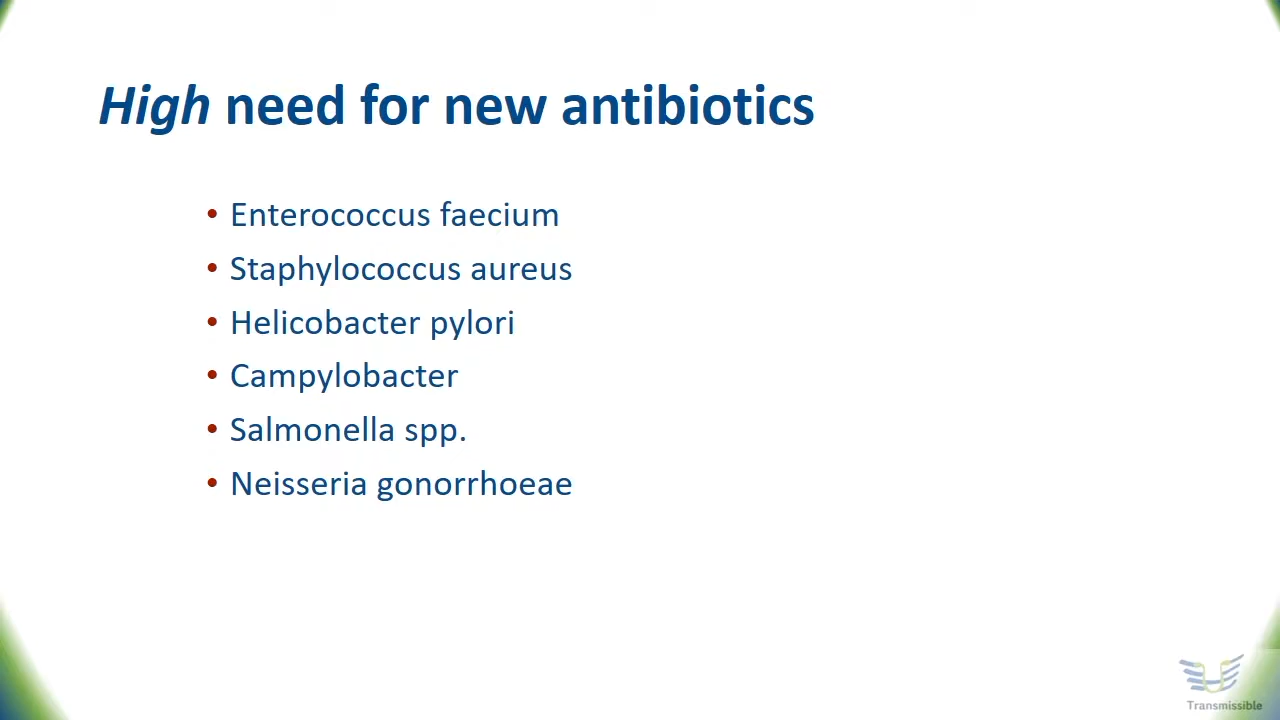 High need for new antibiotics
• Enterococcus faecium
• Staphylococcus aureus
• Helicobacter pylori
• Campylobacter
• Salmonella spp.
• Neisseria gonorrhoeae
Transmissible